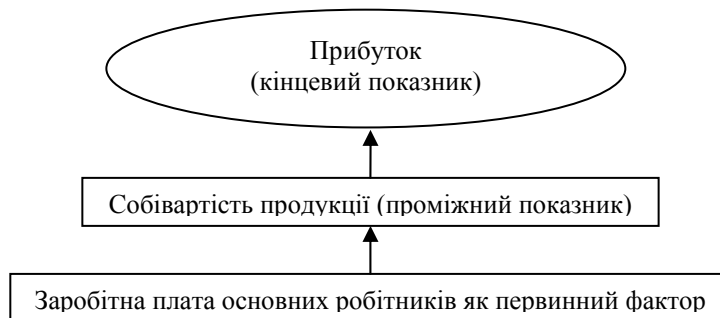 Прибуток
(кінцевий показник)
Собівартість продукції (проміжний показник)
Заробітна плата основних робітників як первинний фактор